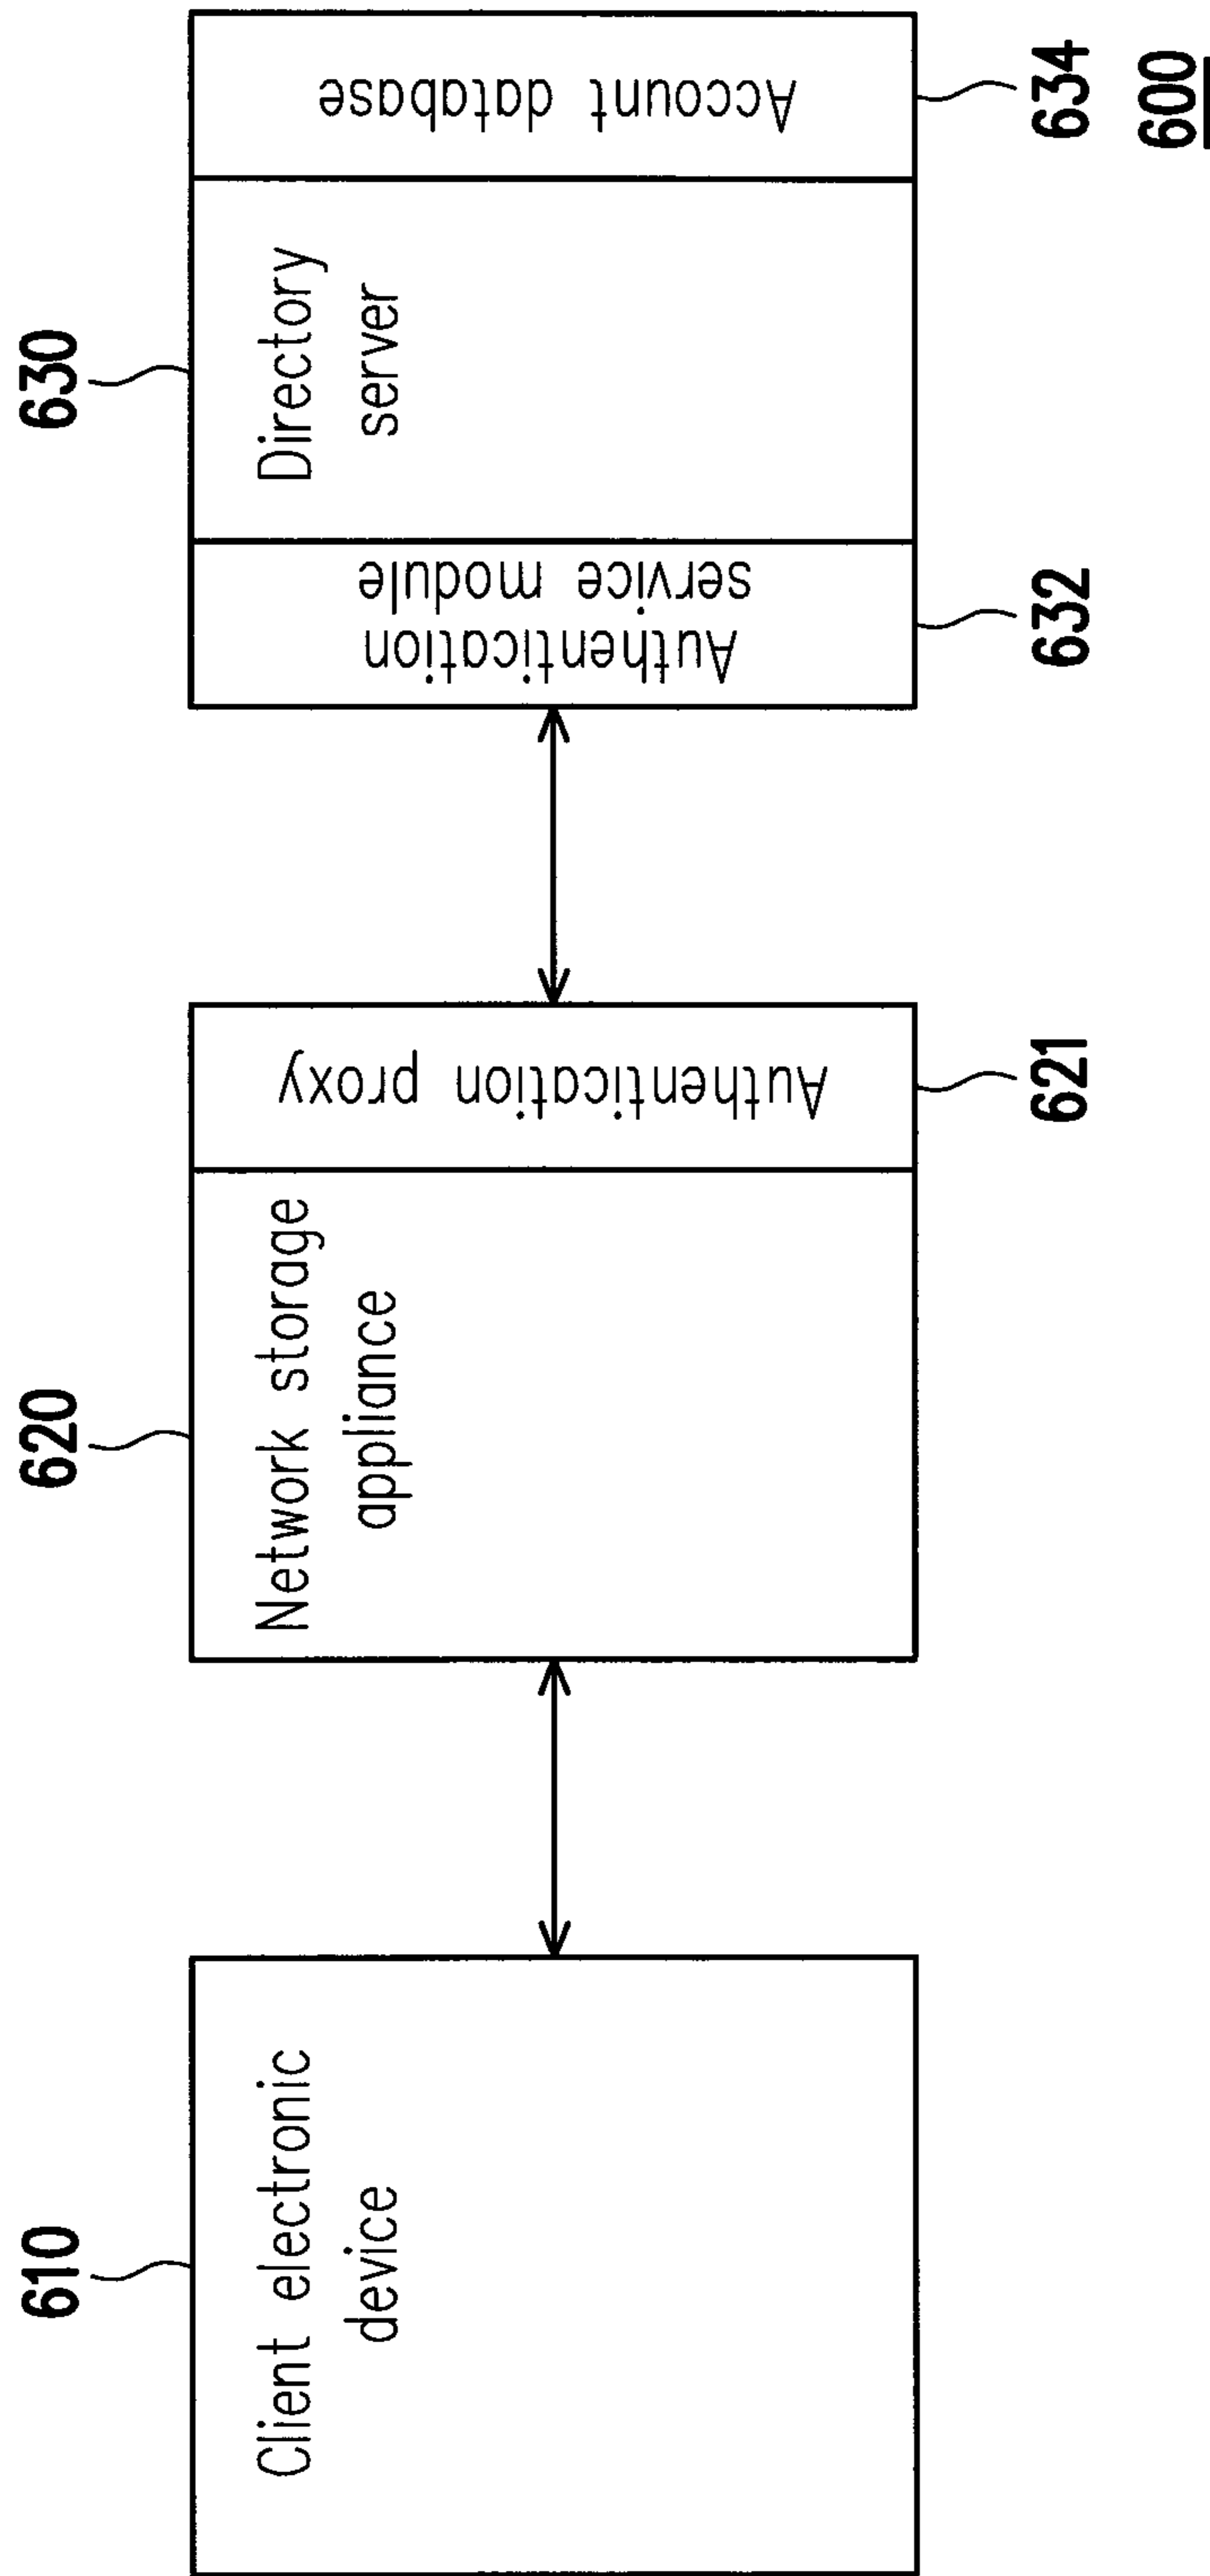 610
Client electronic
device
620
Network storage
appliance
Authentication proxy
621
630
Authentication
service module
632
Directory
server
Account database
634
600